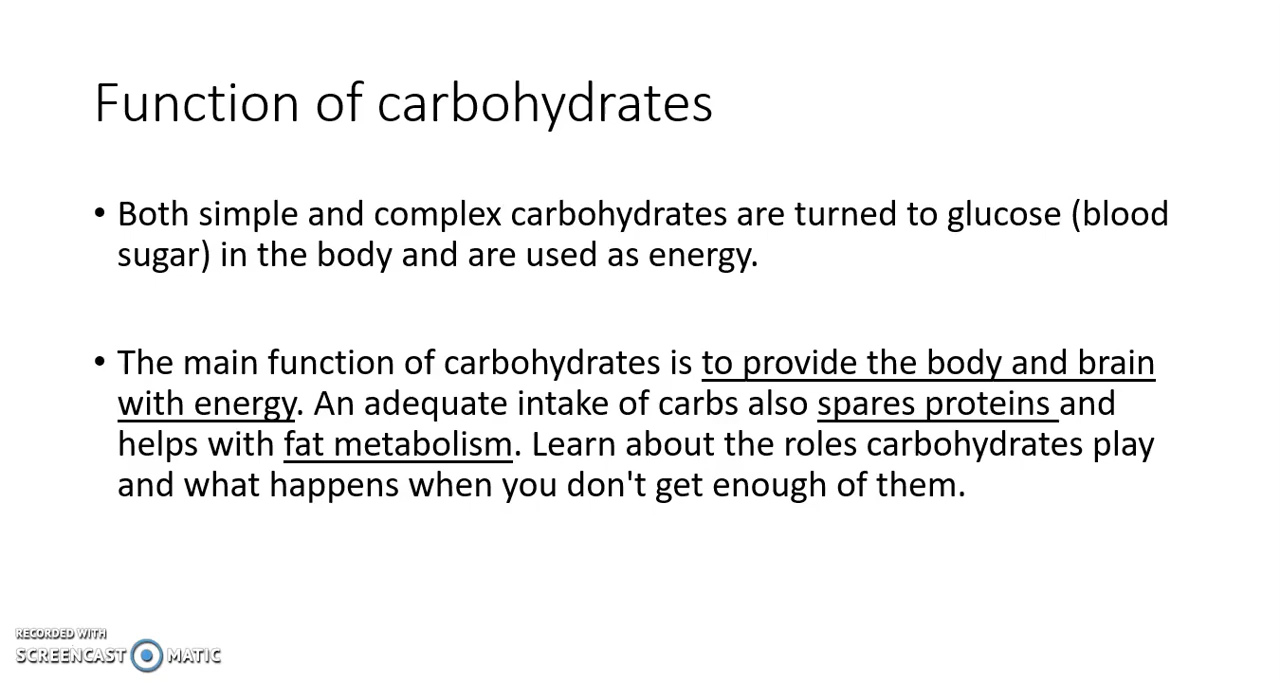 Function of carbohydrates
• Both simple and complex carbohydrates are turned to glucose (blood
sugar) in the body and are used as energy.
• The main function of carbohydrates is to provide the body and brain
with energy. An adequate intake of carbs also spares proteins and
helps with fat metabolism. Learn about the roles carbohydrates play
and what happens when you don't get enough of them.
RECORDED WITH
SCREENCAST MATIC